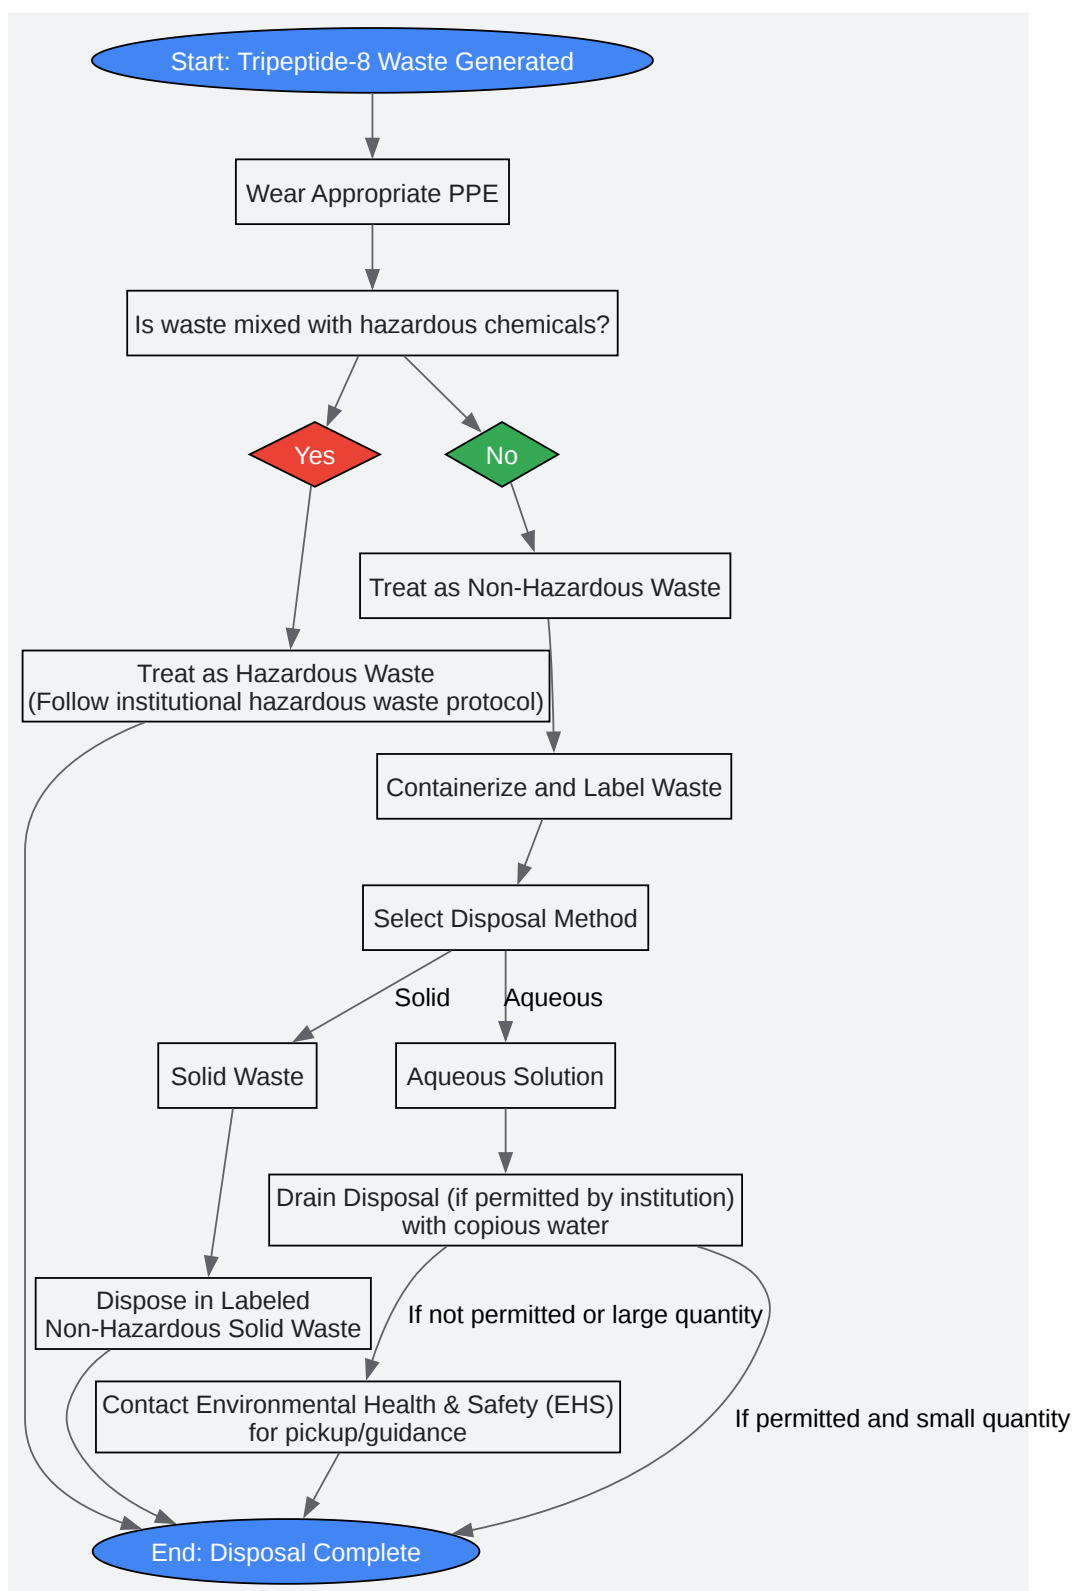 Start: Tripeptide-8 Waste Generated
Wear Appropriate PPE
Is waste mixed with hazardous chemicals?
Yes
No
Treat as Non-Hazardous Waste
Treat as Hazardous Waste
(Follow institutional hazardous waste protocol)
Containerize and Label Waste
Select Disposal Method
Solid
Aqueous
Solid Waste
Aqueous Solution
Drain Disposal (if permitted by institution)
with copious water
Dispose in Labeled
Non-Hazardous Solid Waste
If not permitted or large quantity
Contact Environmental Health & Safety (EHS)
for pickup/guidance
If permitted and small quantity
End: Disposal Complete